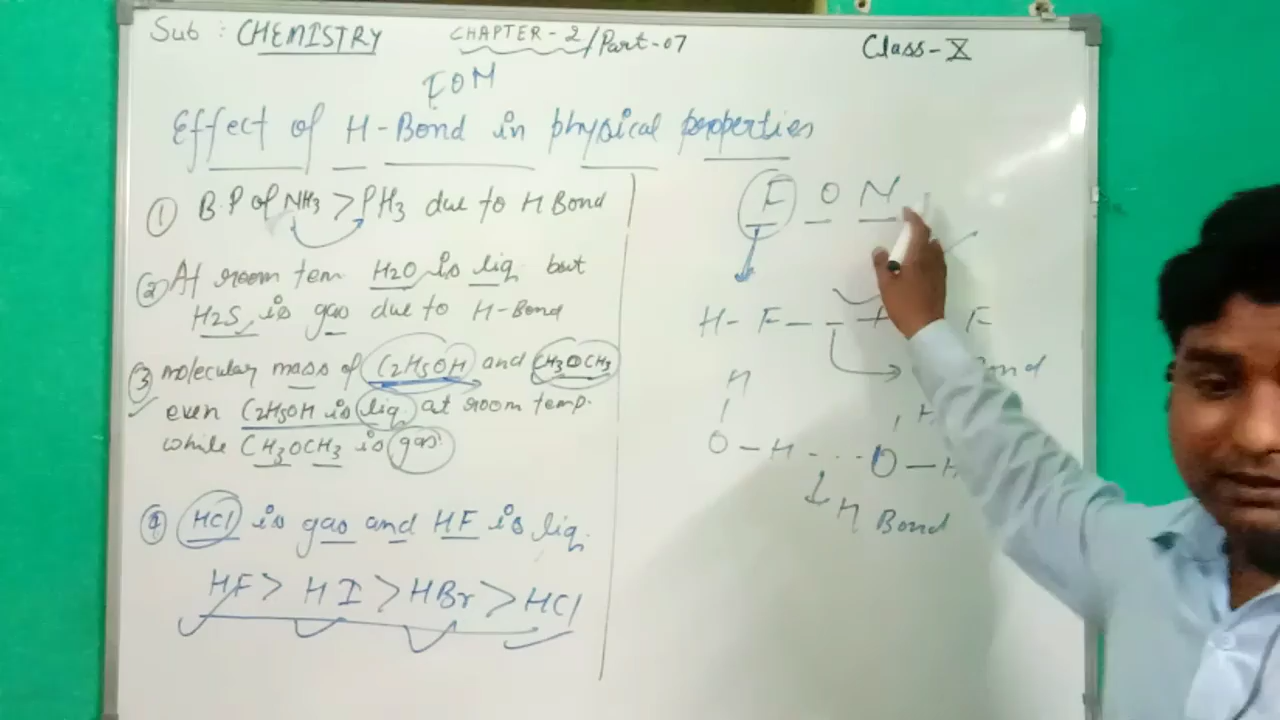 Sub : CHEMISTRY
CHAPTER - 2/Part-07
Class-X
FON
Effect of H-Bond in physical properties
① B.P of NH3 > PH3 due to H Bond
② At room tem H2O is liq but
H2S is gas due to H-Bond
③ molecular mass of C2H5OH and CH3OCH3
even C2H5OH is liq. at room temp.
while CH3OCH3 is gas
④ HCl is gas and HF is liq.
HF > HI > HBr > HCl
F O N
H - F
F
Bond
H
H
O - H ... O - H
H Bond